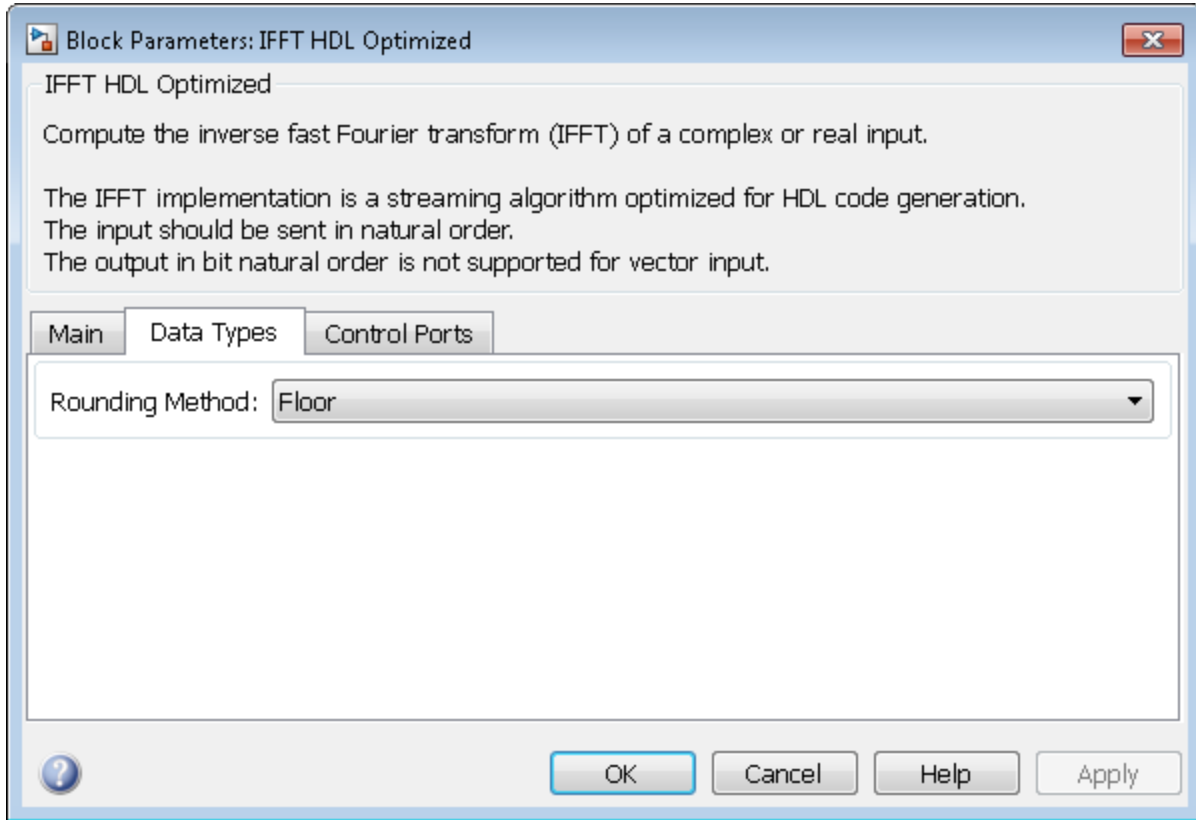 Block Parameters: IFFT HDL Optimized
IFFT HDL Optimized
Compute the inverse fast Fourier transform (IFFT) of a complex or real input.
The IFFT implementation is a streaming algorithm optimized for HDL code generation.
The input should be sent in natural order.
The output in bit natural order is not supported for vector input.
Main Data Types Control Ports
Rounding Method: Floor
? OK Cancel Help Apply